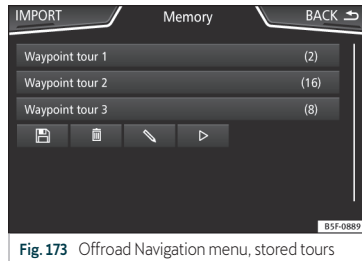 IMPORT Memory BACK
Waypoint tour 1 (2)
Waypoint tour 2 (16)
Waypoint tour 3 (8)
B5F-0889
Fig. 173 Offroad Navigation menu, stored tours